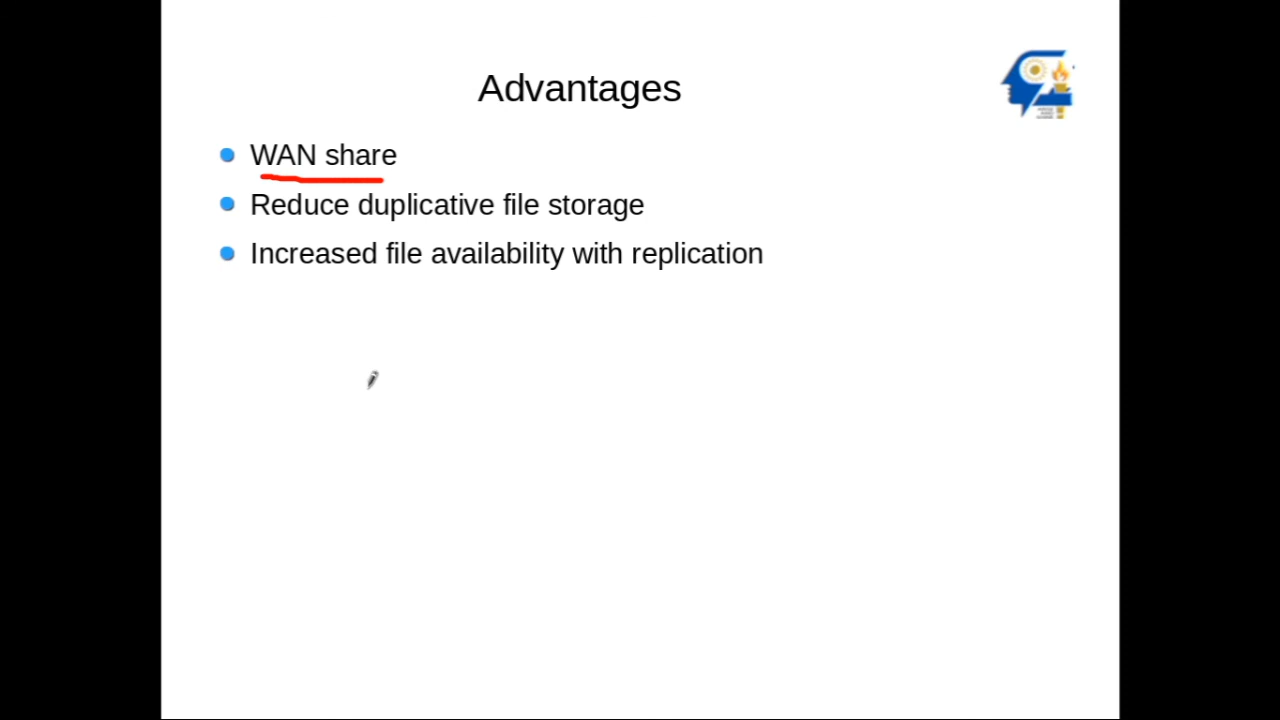 Advantages
WAN share
Reduce duplicative file storage
Increased file availability with replication